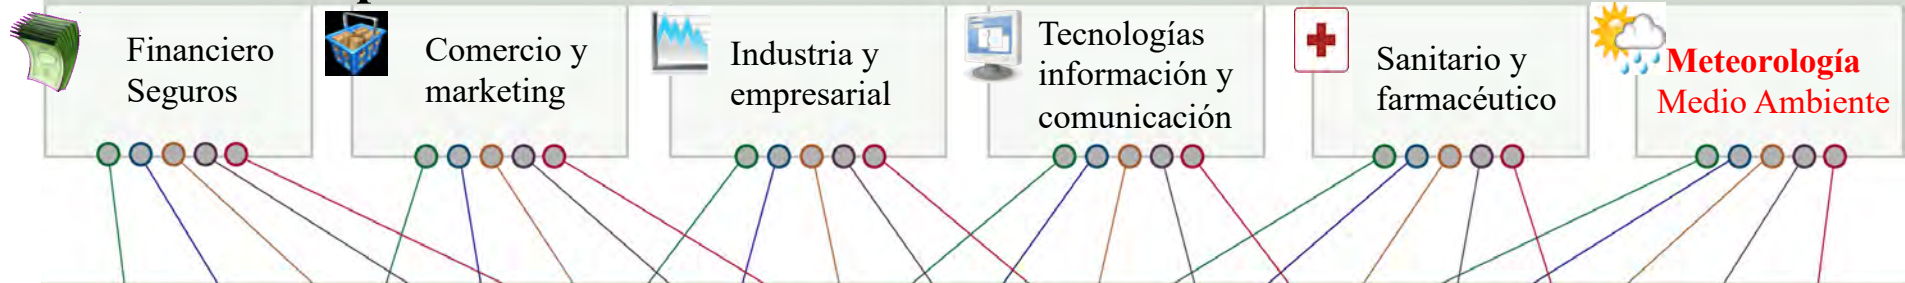 Financiero
Seguros
Comercio y
marketing
Industria y
empresarial
Tecnologías
información y
comunicación
Sanitario y
farmacéutico
Meteorología
Medio Ambiente